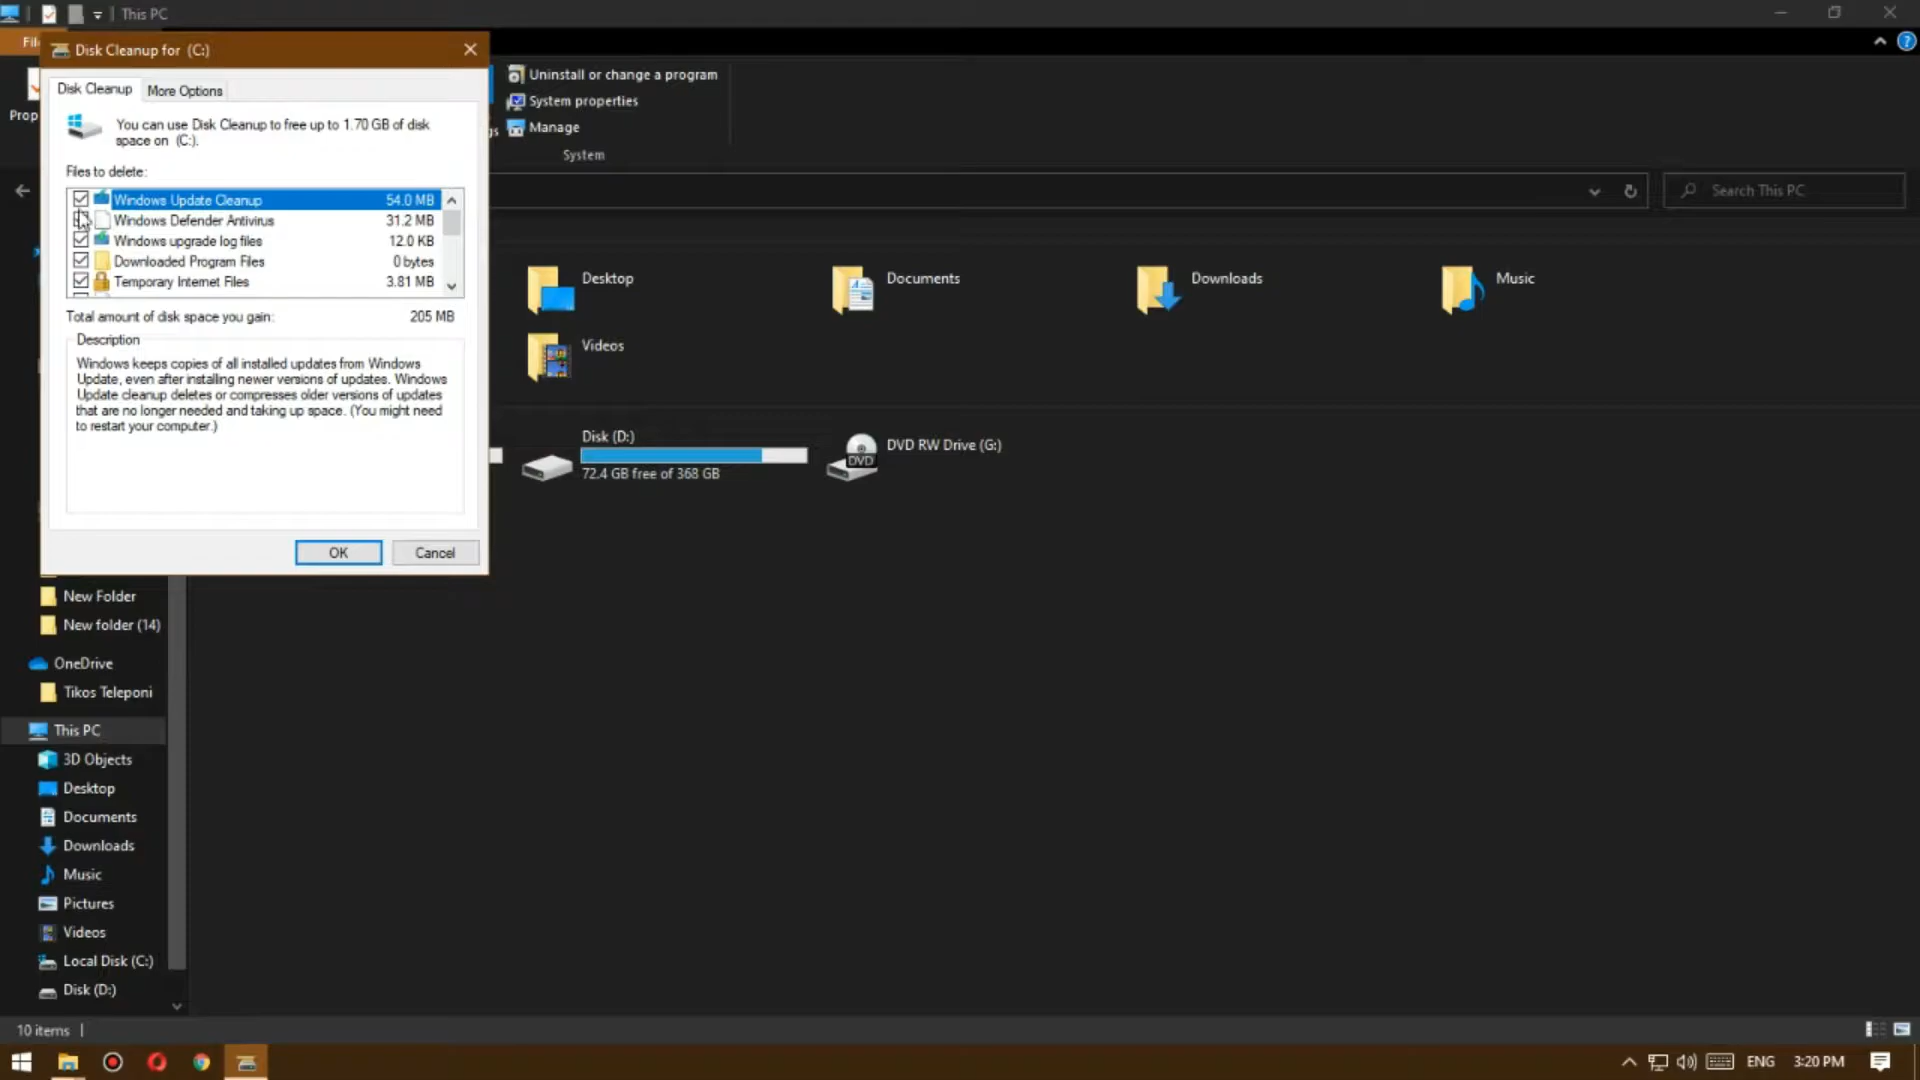 This PC
Fil
Disk Cleanup for (C:)
Disk Cleanup
More Options
Prop
gs
Uninstall or change a program
System properties
Manage
System
You can use Disk Cleanup to free up to 1.70 GB of disk
space on (C:).
Search This PC
Files to delete:
Windows Update Cleanup 54.0 MB
Windows Defender Antivirus 31.2 MB
Windows upgrade log files 12.0 KB
Downloaded Program Files 0 bytes
Temporary Internet Files 3.81 MB
Total amount of disk space you gain: 205 MB
Description
Windows keeps copies of all installed updates from Windows
Update, even after installing newer versions of updates. Windows
Update cleanup deletes or compresses older versions of updates
that are no longer needed and taking up space. (You might need
to restart your computer.)
OK
Cancel
Desktop
Documents
Downloads
Music
Videos
Disk (D:)
72.4 GB free of 368 GB
DVD
DVD RW Drive (G:)
New Folder
New folder (14)
OneDrive
Tikos Teleponi
This PC
3D Objects
Desktop
Documents
Downloads
Music
Pictures
Videos
Local Disk (C:)
Disk (D:)
10 items
ENG
3:20 PM